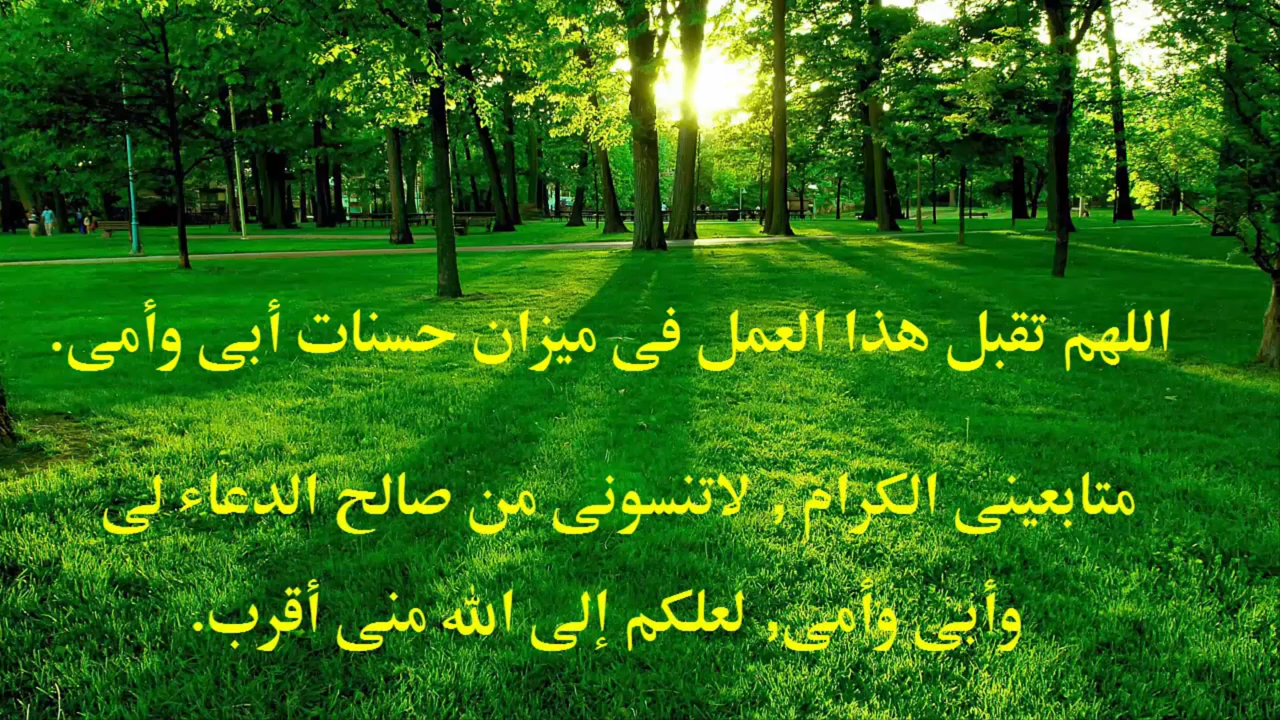 اللهم تقبل هذا العمل فى ميزان حسنات أبى وأمى.
متابعينى الكرام , لاتنسونى من صالح الدعاء لى
وأبى وأمى, لعلكم إلى الله منى أقرب.